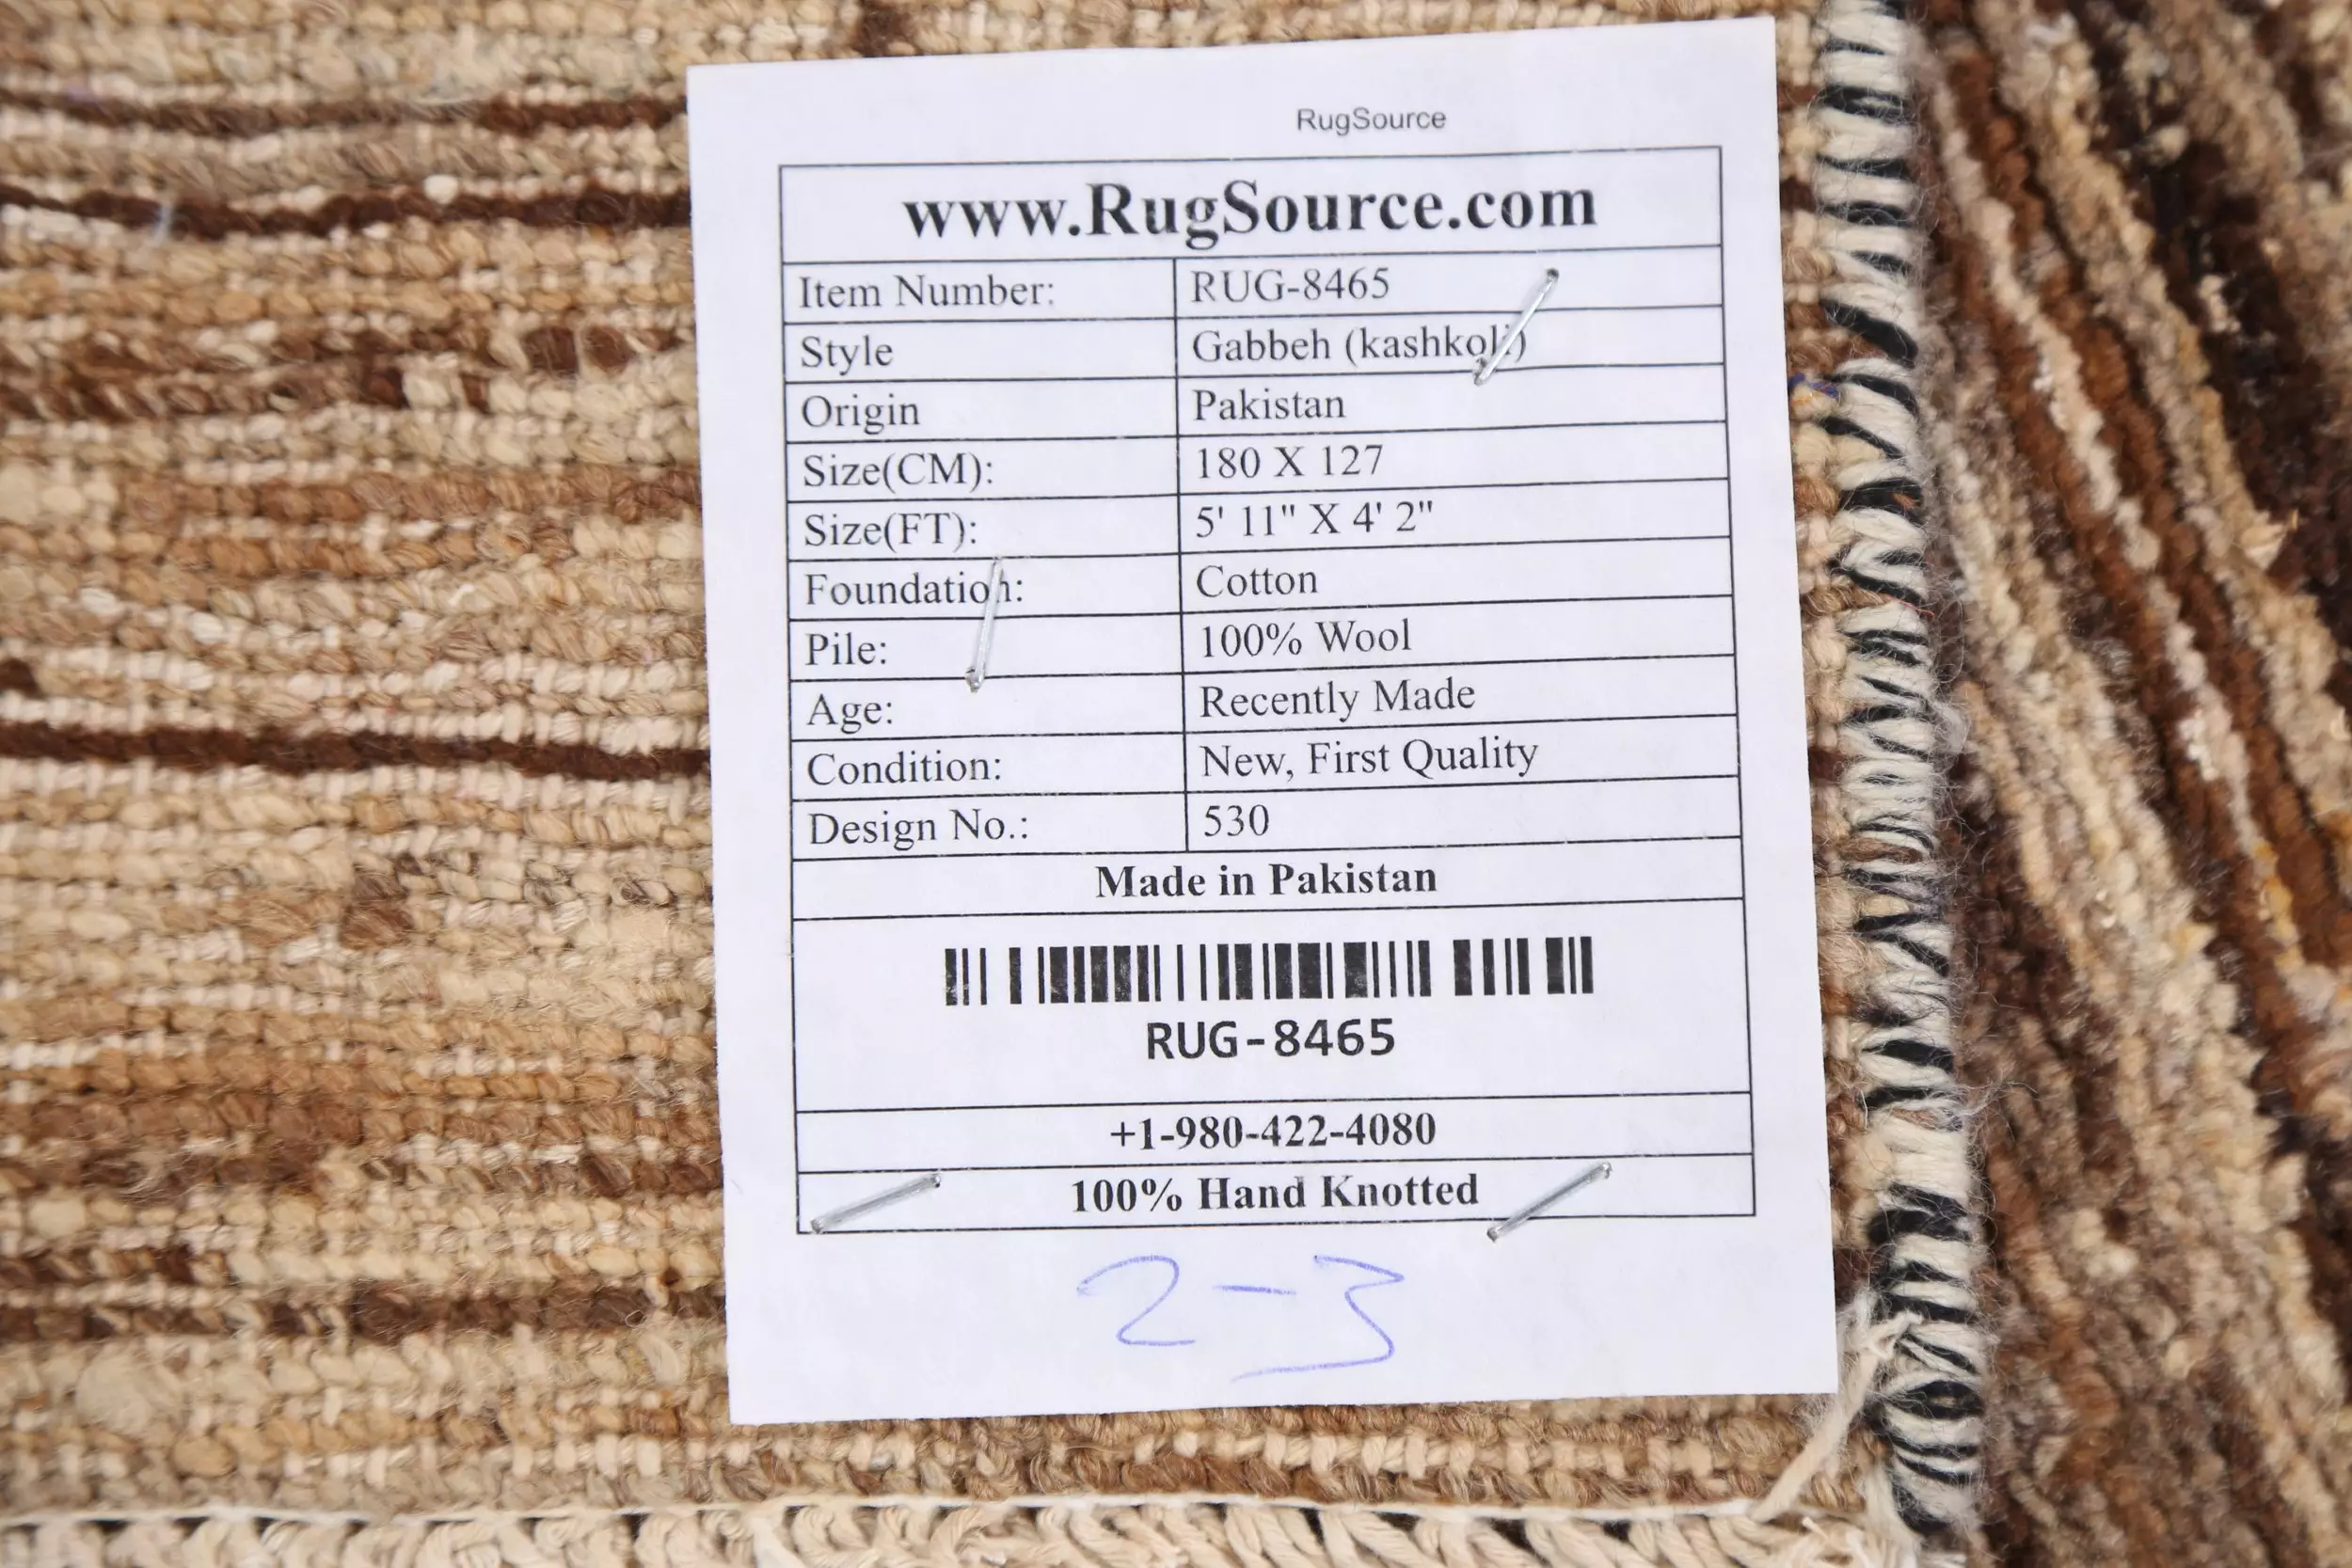 RugSource
www.RugSource.com
Item Number: RUG-8465
Style Gabbeh (kashkoli)
Origin Pakistan
Size(CM): 180 X 127
Size(FT): 5' 11" X 4' 2"
Foundation: Cotton
Pile: 100% Wool
Age: Recently Made
Condition: New, First Quality
Design No.: 530
Made in Pakistan
RUG-8465
+1-980-422-4080
100% Hand Knotted
2-3